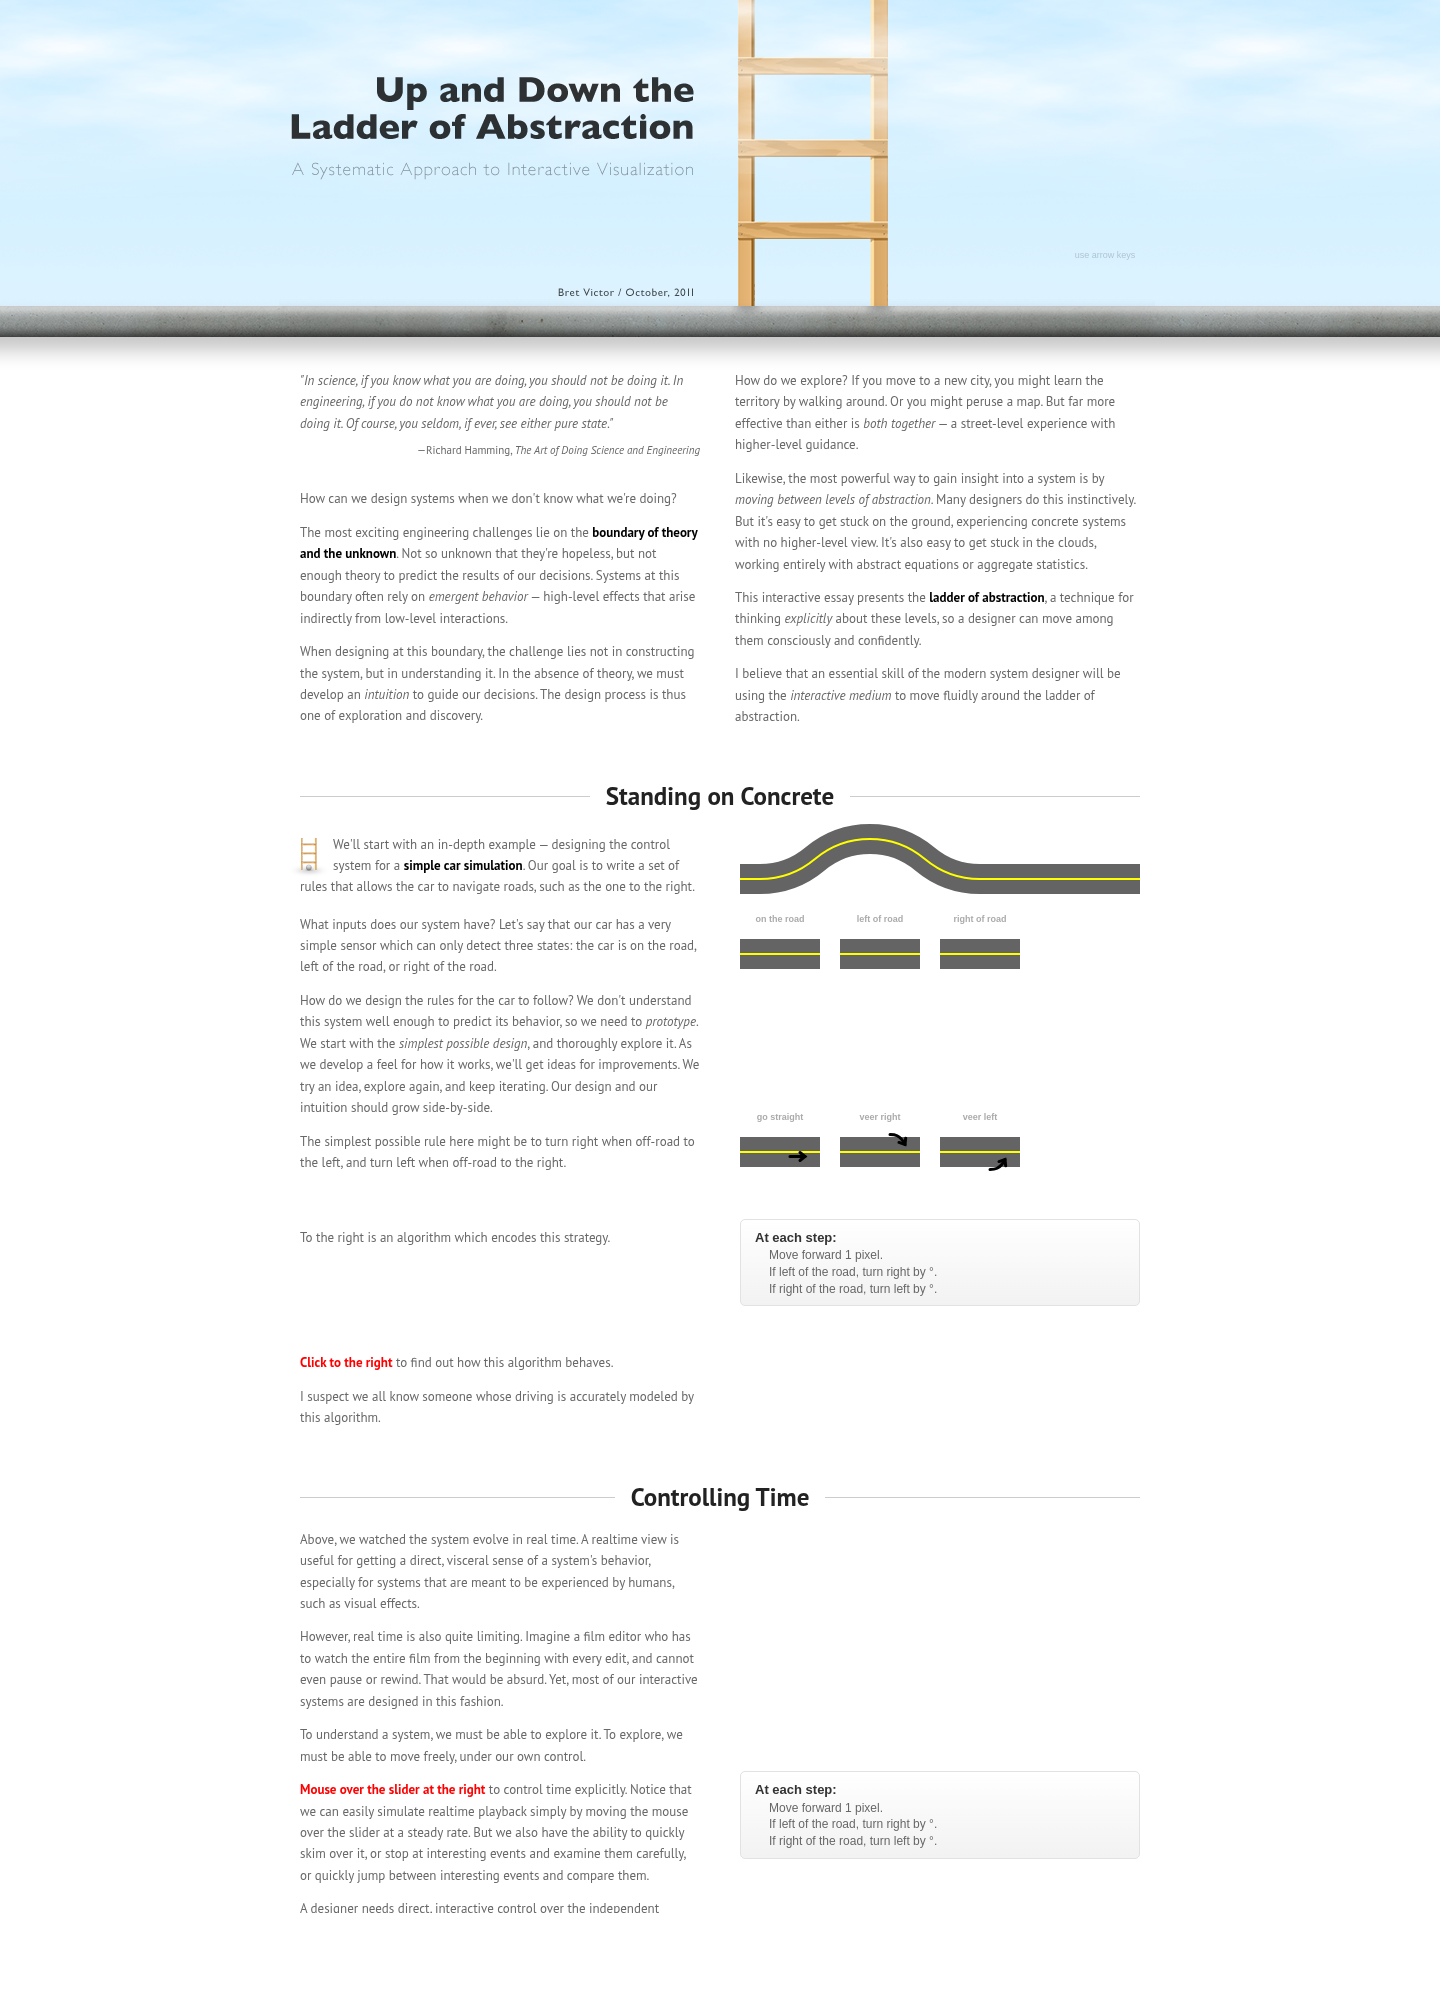 Up and Down the
Ladder of Abstraction
A Systematic Approach to Interactive Visualization
use arrow keys
Bret Victor / October, 2011
"In science, if you know what you are doing, you should not be doing it. In
engineering, if you do not know what you are doing, you should not be
doing it. Of course, you seldom, if ever, see either pure state."
—Richard Hamming, The Art of Doing Science and Engineering
How can we design systems when we don't know what we're doing?
The most exciting engineering challenges lie on the boundary of theory
and the unknown. Not so unknown that they're hopeless, but not
enough theory to predict the results of our decisions. Systems at this
boundary often rely on emergent behavior — high-level effects that arise
indirectly from low-level interactions.
When designing at this boundary, the challenge lies not in constructing
the system, but in understanding it. In the absence of theory, we must
develop an intuition to guide our decisions. The design process is thus
one of exploration and discovery.
How do we explore? If you move to a new city, you might learn the
territory by walking around. Or you might peruse a map. But far more
effective than either is both together — a street-level experience with
higher-level guidance.
Likewise, the most powerful way to gain insight into a system is by
moving between levels of abstraction. Many designers do this instinctively.
But it's easy to get stuck on the ground, experiencing concrete systems
with no higher-level view. It's also easy to get stuck in the clouds,
working entirely with abstract equations or aggregate statistics.
This interactive essay presents the ladder of abstraction, a technique for
thinking explicitly about these levels, so a designer can move among
them consciously and confidently.
I believe that an essential skill of the modern system designer will be
using the interactive medium to move fluidly around the ladder of
abstraction.
Standing on Concrete
We'll start with an in-depth example — designing the control
system for a simple car simulation. Our goal is to write a set of
rules that allows the car to navigate roads, such as the one to the right.
What inputs does our system have? Let's say that our car has a very
simple sensor which can only detect three states: the car is on the road,
left of the road, or right of the road.
on the road left of road right of road
How do we design the rules for the car to follow? We don't understand
this system well enough to predict its behavior, so we need to prototype.
We start with the simplest possible design, and thoroughly explore it. As
we develop a feel for how it works, we'll get ideas for improvements. We
try an idea, explore again, and keep iterating. Our design and our
intuition should grow side-by-side.
The simplest possible rule here might be to turn right when off-road to
the left, and turn left when off-road to the right.
go straight veer right veer left
To the right is an algorithm which encodes this strategy.
At each step:
Move forward 1 pixel.
If left of the road, turn right by °.
If right of the road, turn left by °.
Click to the right to find out how this algorithm behaves.
I suspect we all know someone whose driving is accurately modeled by
this algorithm.
Controlling Time
Above, we watched the system evolve in real time. A realtime view is
useful for getting a direct, visceral sense of a system's behavior,
especially for systems that are meant to be experienced by humans,
such as visual effects.
However, real time is also quite limiting. Imagine a film editor who has
to watch the entire film from the beginning with every edit, and cannot
even pause or rewind. That would be absurd. Yet, most of our interactive
systems are designed in this fashion.
To understand a system, we must be able to explore it. To explore, we
must be able to move freely, under our own control.
Mouse over the slider at the right to control time explicitly. Notice that
we can easily simulate realtime playback simply by moving the mouse
over the slider at a steady rate. But we also have the ability to quickly
skim over it, or stop at interesting events and examine them carefully,
or quickly jump between interesting events and compare them.
At each step:
Move forward 1 pixel.
If left of the road, turn right by °.
If right of the road, turn left by °.
A designer needs direct, interactive control over the independent